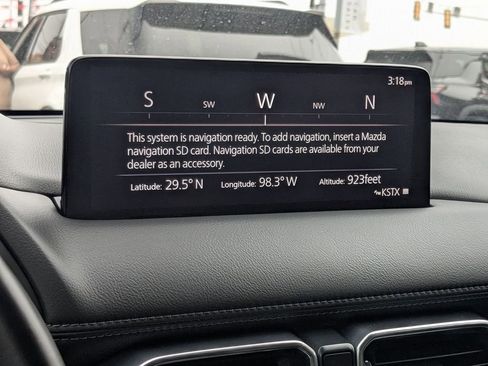 3:18pm
S SW W NW N
This system is navigation ready. To add navigation, insert a Mazda
navigation SD card. Navigation SD cards are available from your
dealer as an accessory.
Latitude: 29.5° N Longitude: 98.3° W Altitude: 923feet
KSTX